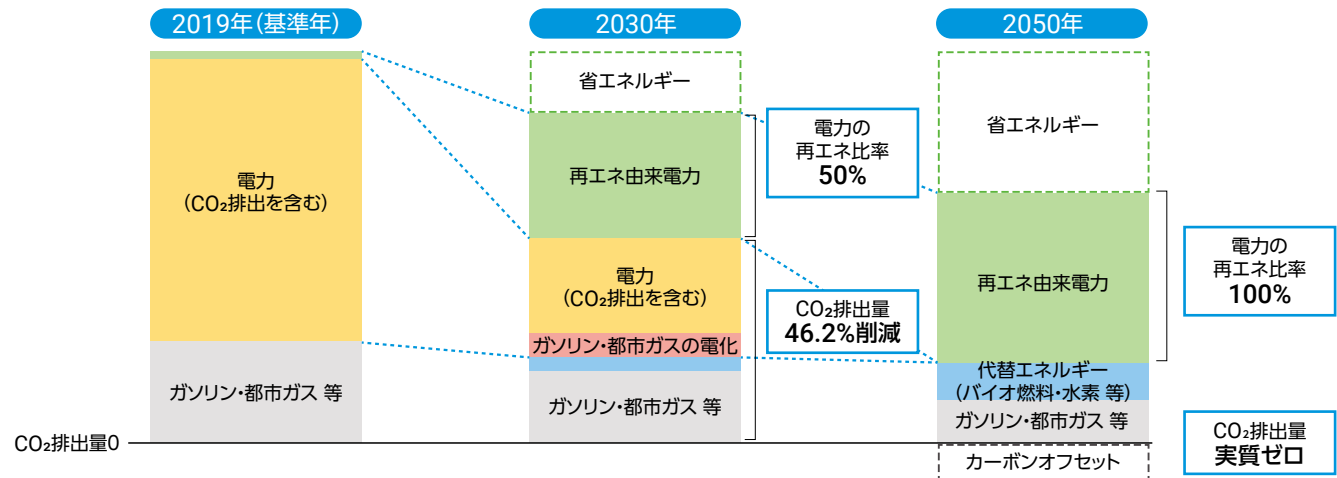 2019年（基準年）
電力
（CO₂排出を含む）
ガソリン・都市ガス 等
CO₂排出量0
2030年
省エネルギー
再エネ由来電力
電力
（CO₂排出を含む）
ガソリン・都市ガスの電化
ガソリン・都市ガス 等
電力の
再エネ比率
50%
CO₂排出量
46.2%削減
2050年
省エネルギー
再エネ由来電力
代替エネルギー
（バイオ燃料・水素 等）
ガソリン・都市ガス 等
カーボンオフセット
電力の
再エネ比率
100%
CO₂排出量
実質ゼロ